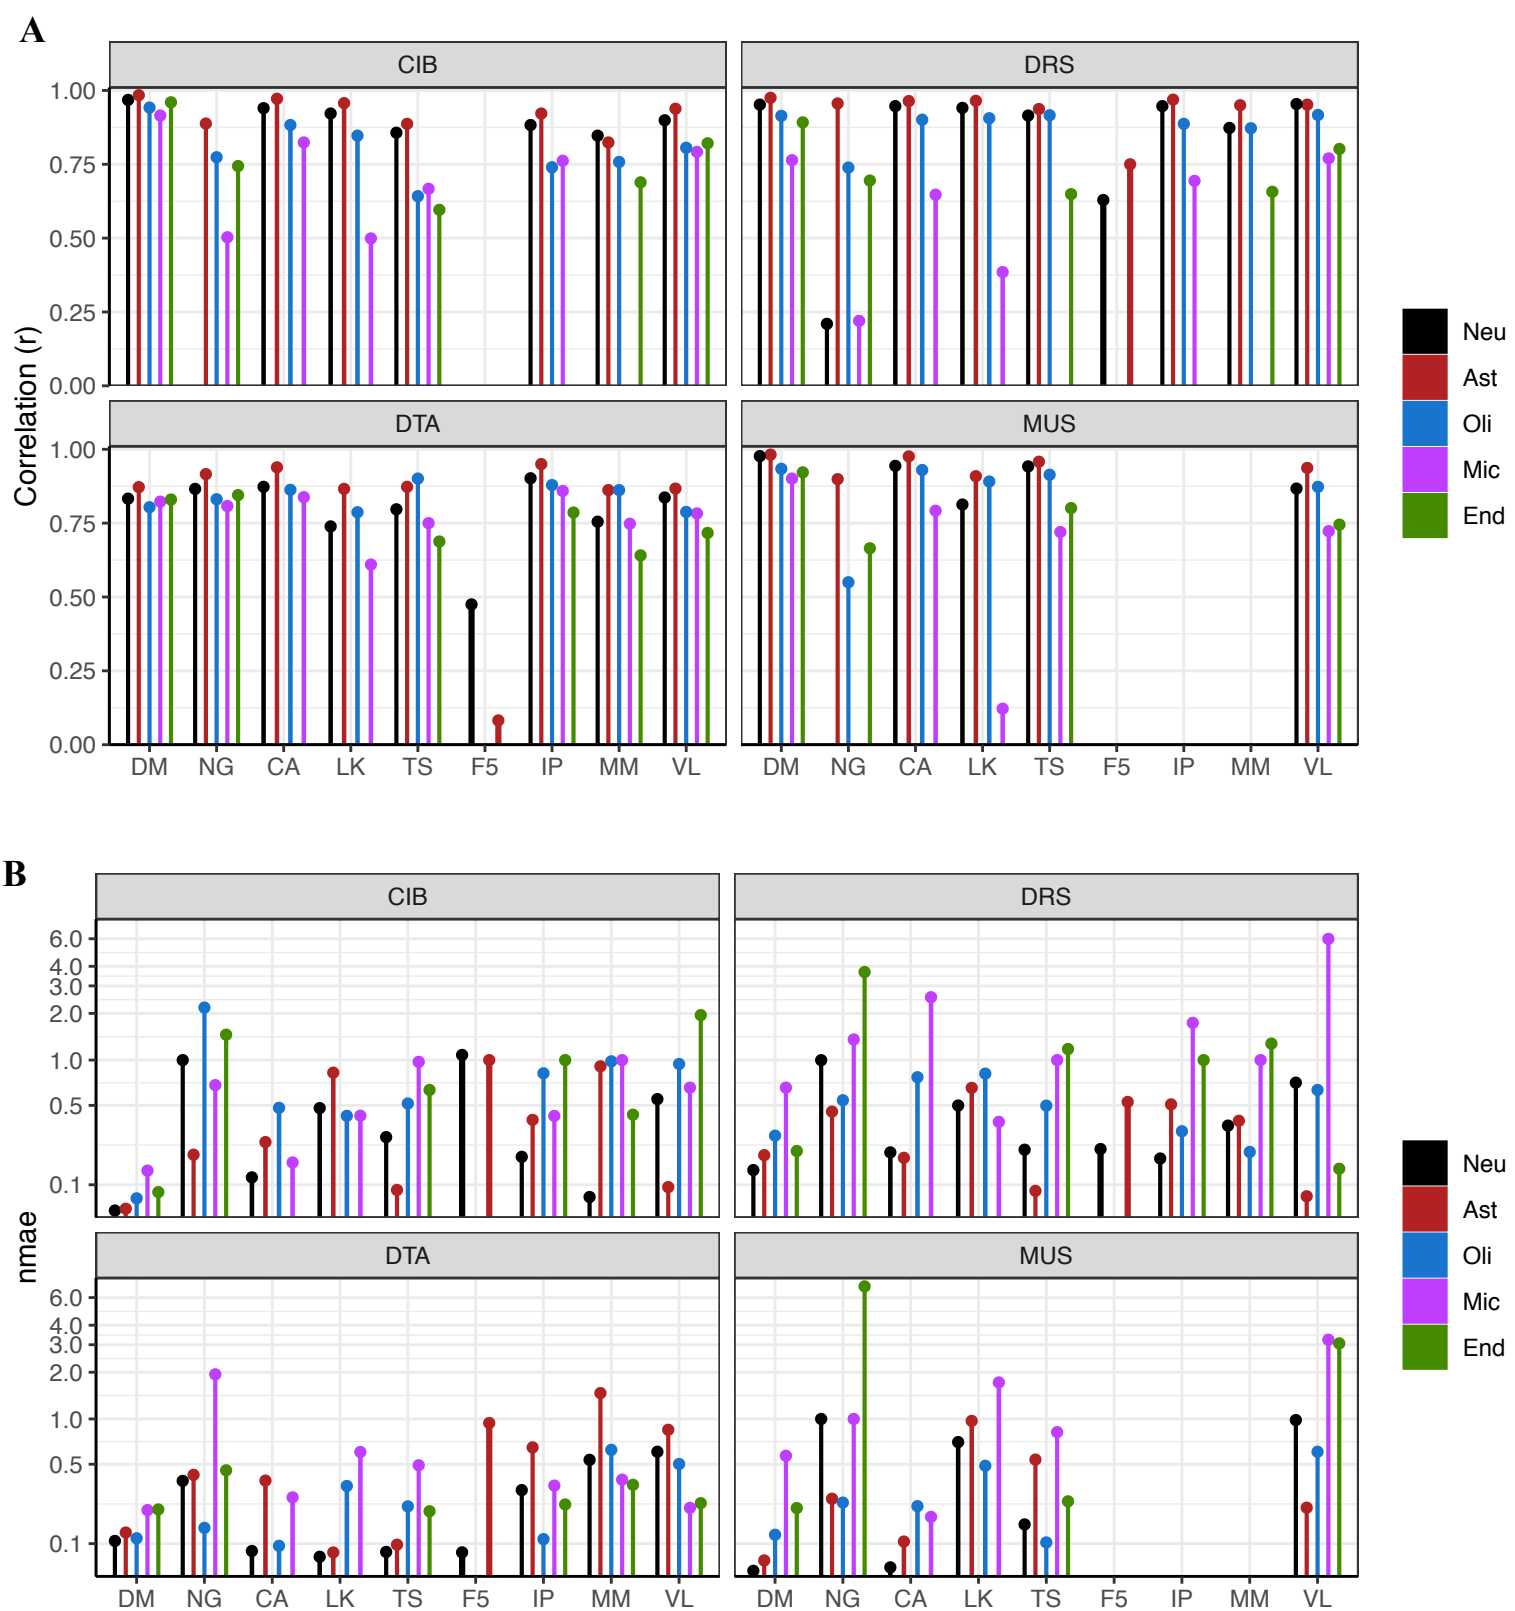 A
CIB
DRS
1.00
0.75
0.50
0.25
0.00
Correlation (r)
DTA
MUS
1.00
0.75
0.50
0.25
0.00
DM NG CA LK TS F5 IP MM VL
DM NG CA LK TS F5 IP MM VL
Neu
Ast
Oli
Mic
End
B
CIB
DRS
6.0
4.0
3.0
2.0
1.0
0.5
0.1
nmae
DTA
MUS
6.0
4.0
3.0
2.0
1.0
0.5
0.1
DM NG CA LK TS F5 IP MM VL
DM NG CA LK TS F5 IP MM VL
Neu
Ast
Oli
Mic
End